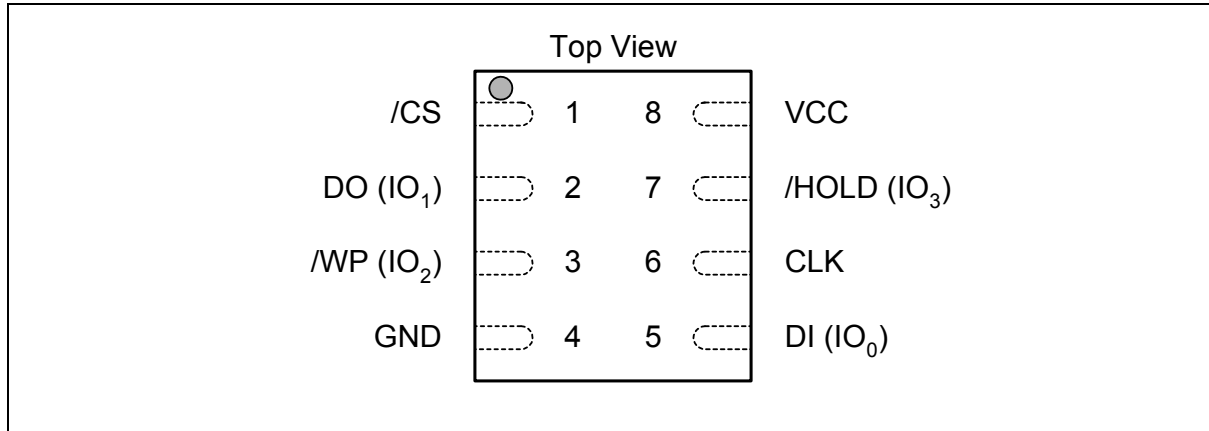 Top View
/CS 1 8 VCC
DO (IO₁) 2 7 /HOLD (IO₃)
/WP (IO₂) 3 6 CLK
GND 4 5 DI (IO₀)